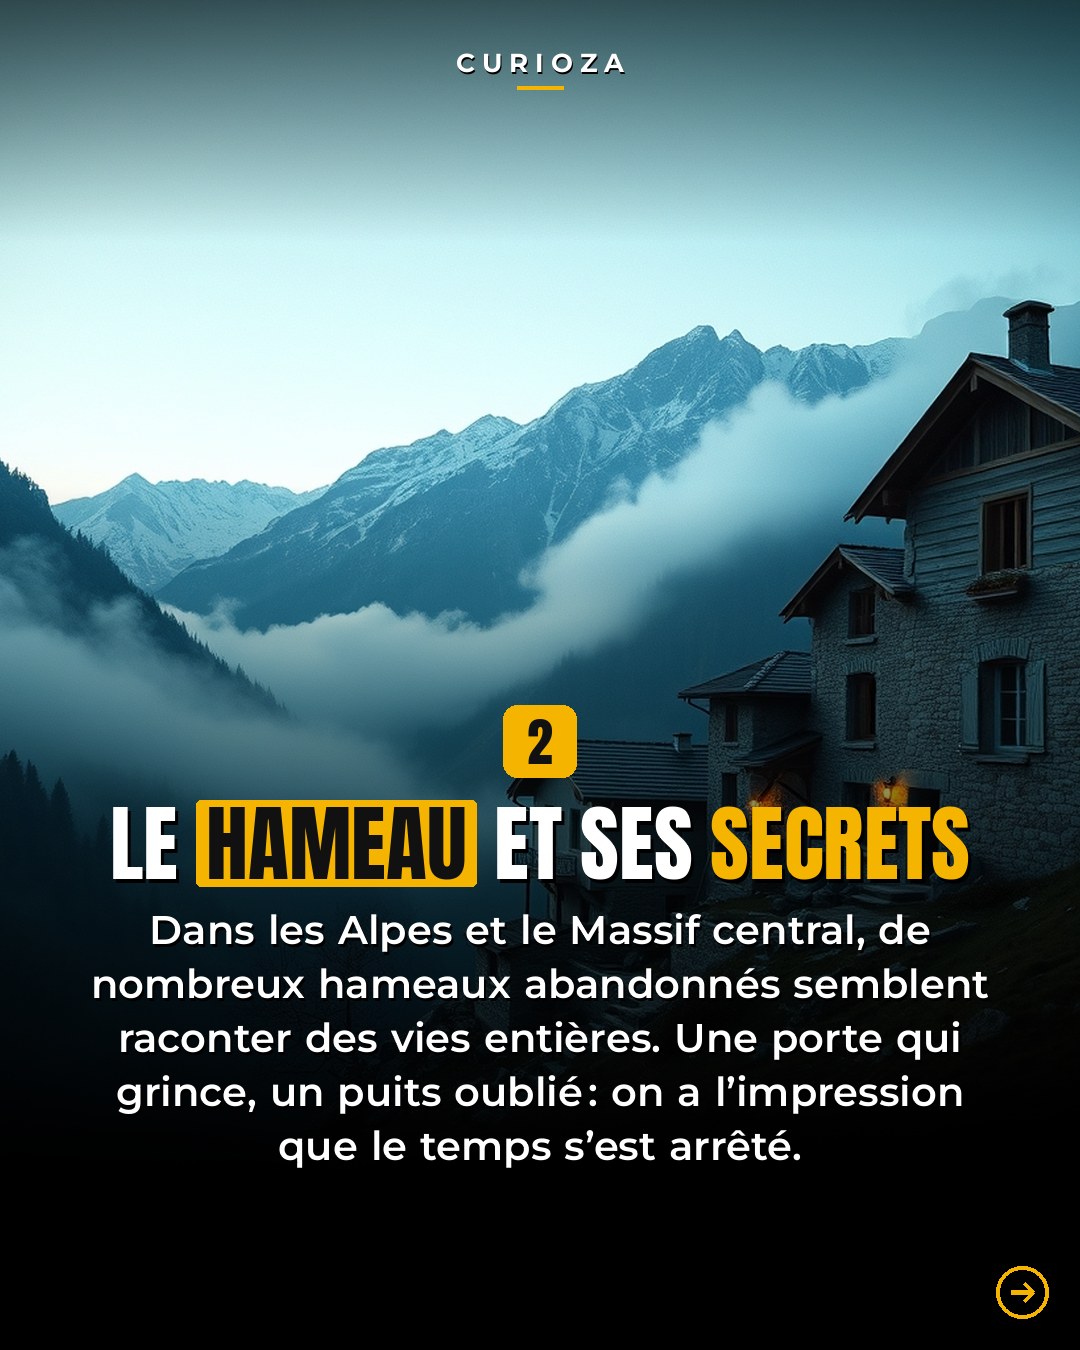 CURIOZA
2
LE HAMEAU ET SES SECRETS
Dans les Alpes et le Massif central, de
nombreux hameaux abandonnés semblent
raconter des vies entières. Une porte qui
grince, un puits oublié : on a l’impression
que le temps s’est arrêté.